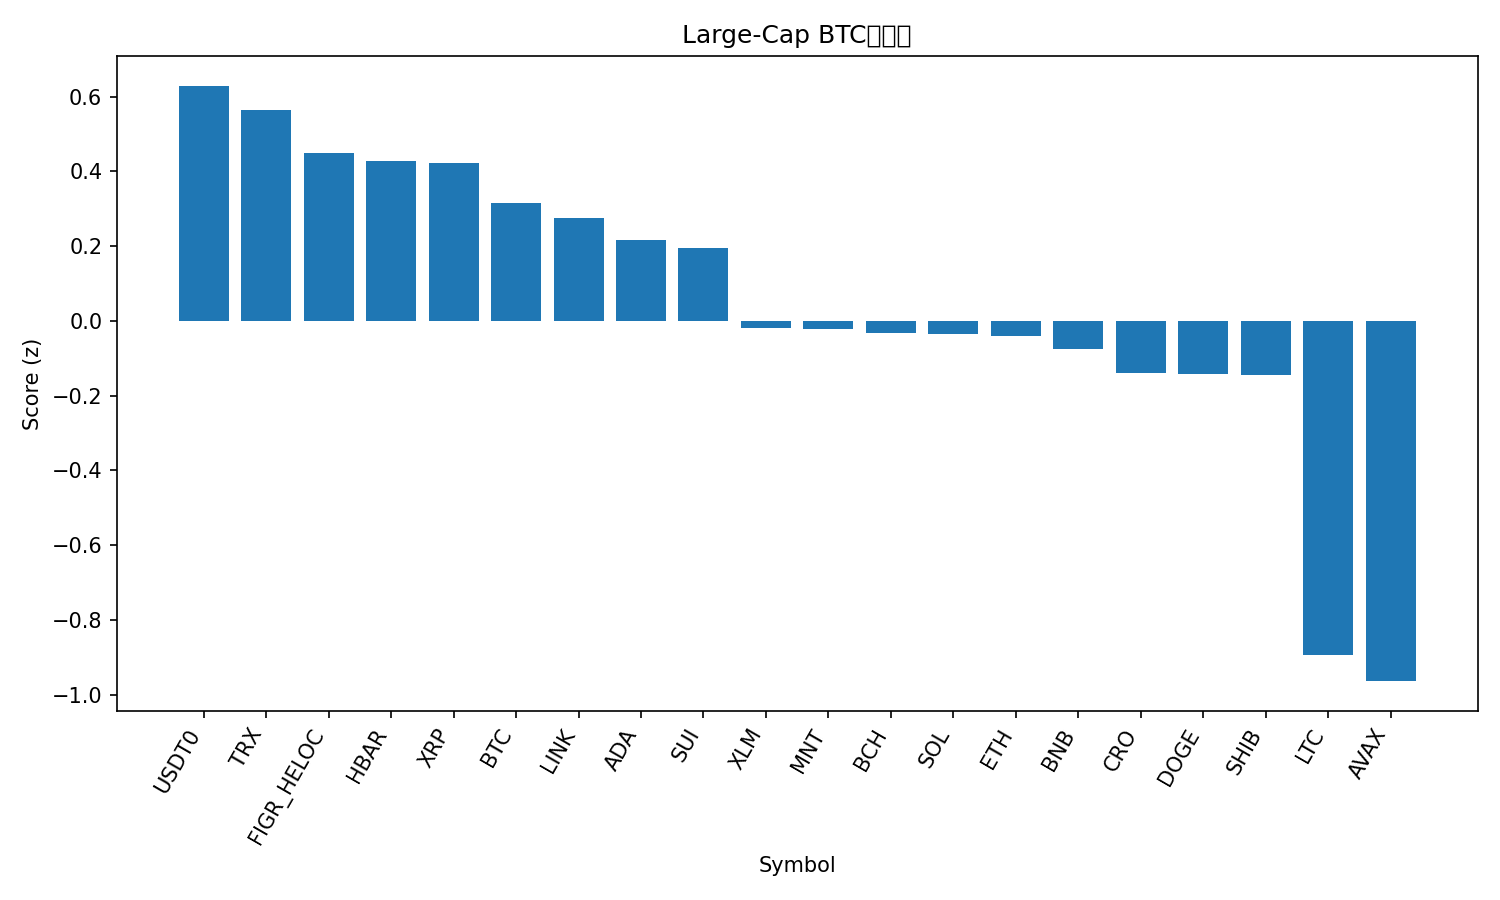 Large-Cap BTC
Score (z)
0.6
0.4
0.2
0.0
−0.2
−0.4
−0.6
−0.8
−1.0
USDT0
TRX
FIGR_HELOC
HBAR
XRP
BTC
LINK
ADA
SUI
XLM
MNT
BCH
SOL
ETH
BNB
CRO
DOGE
SHIB
LTC
AVAX
Symbol